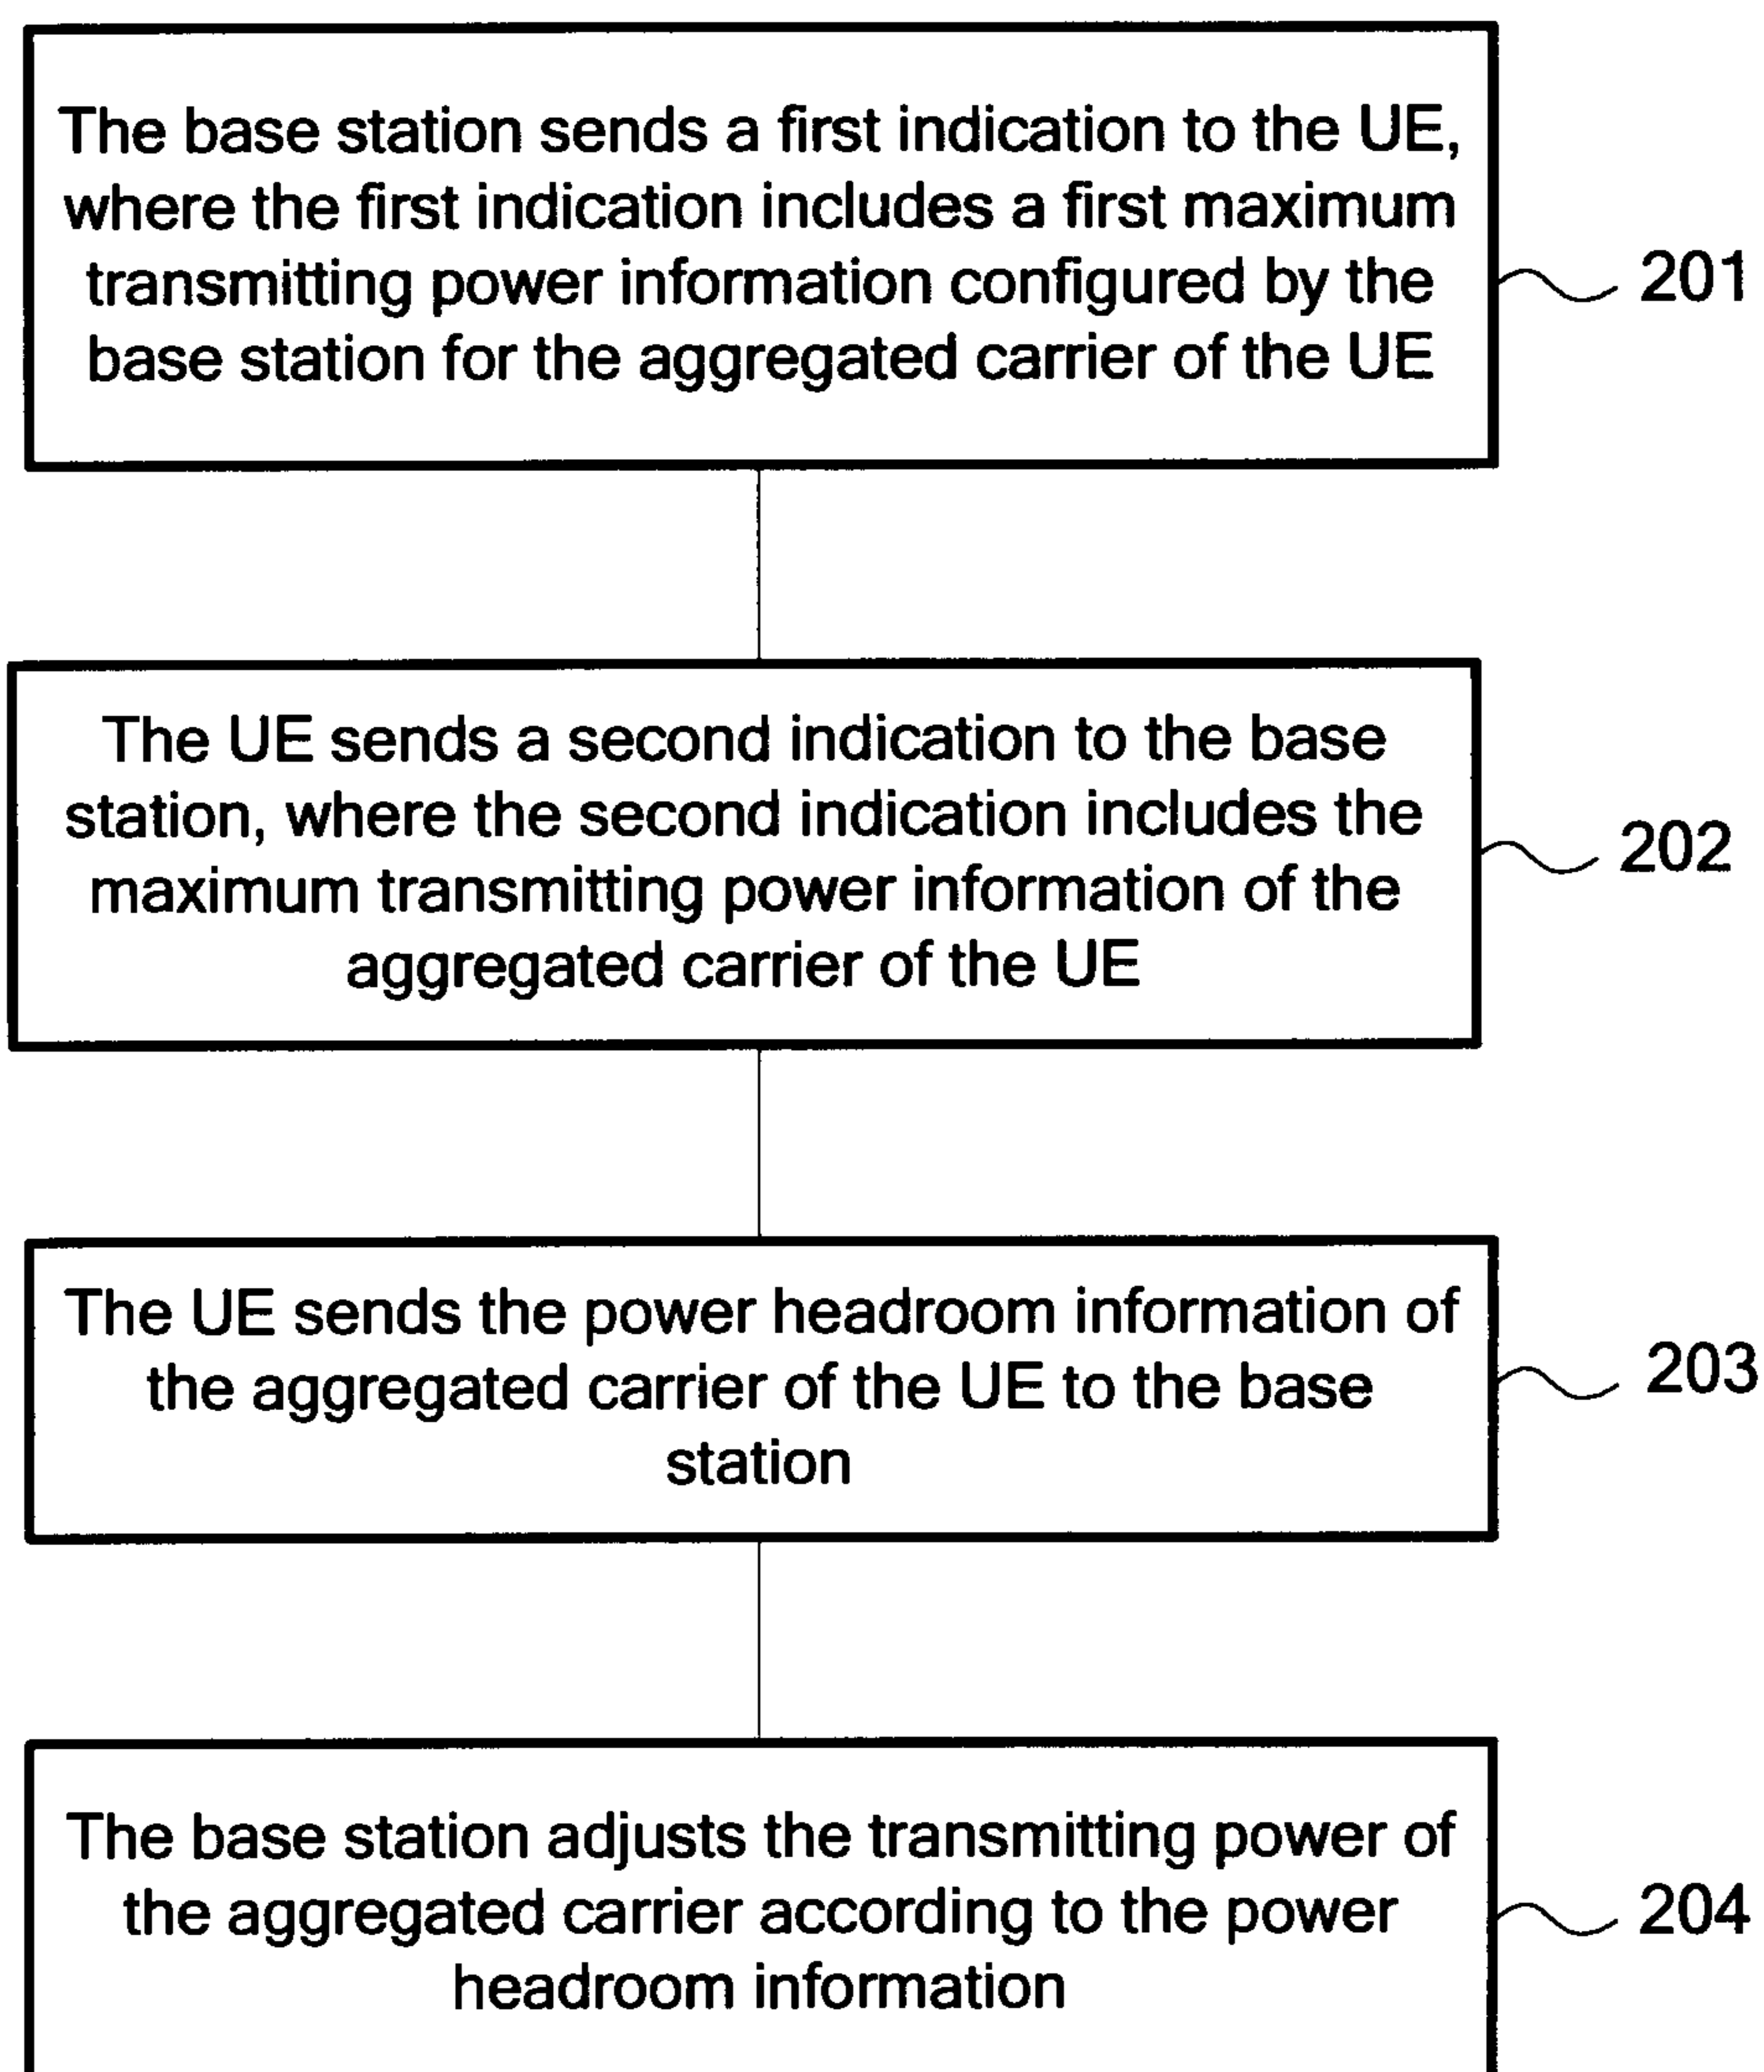 The base station sends a first indication to the UE,
where the first indication includes a first maximum
transmitting power information configured by the
base station for the aggregated carrier of the UE
201
The UE sends a second indication to the base
station, where the second indication includes the
maximum transmitting power information of the
aggregated carrier of the UE
202
The UE sends the power headroom information of
the aggregated carrier of the UE to the base
station
203
The base station adjusts the transmitting power of
the aggregated carrier according to the power
headroom information
204